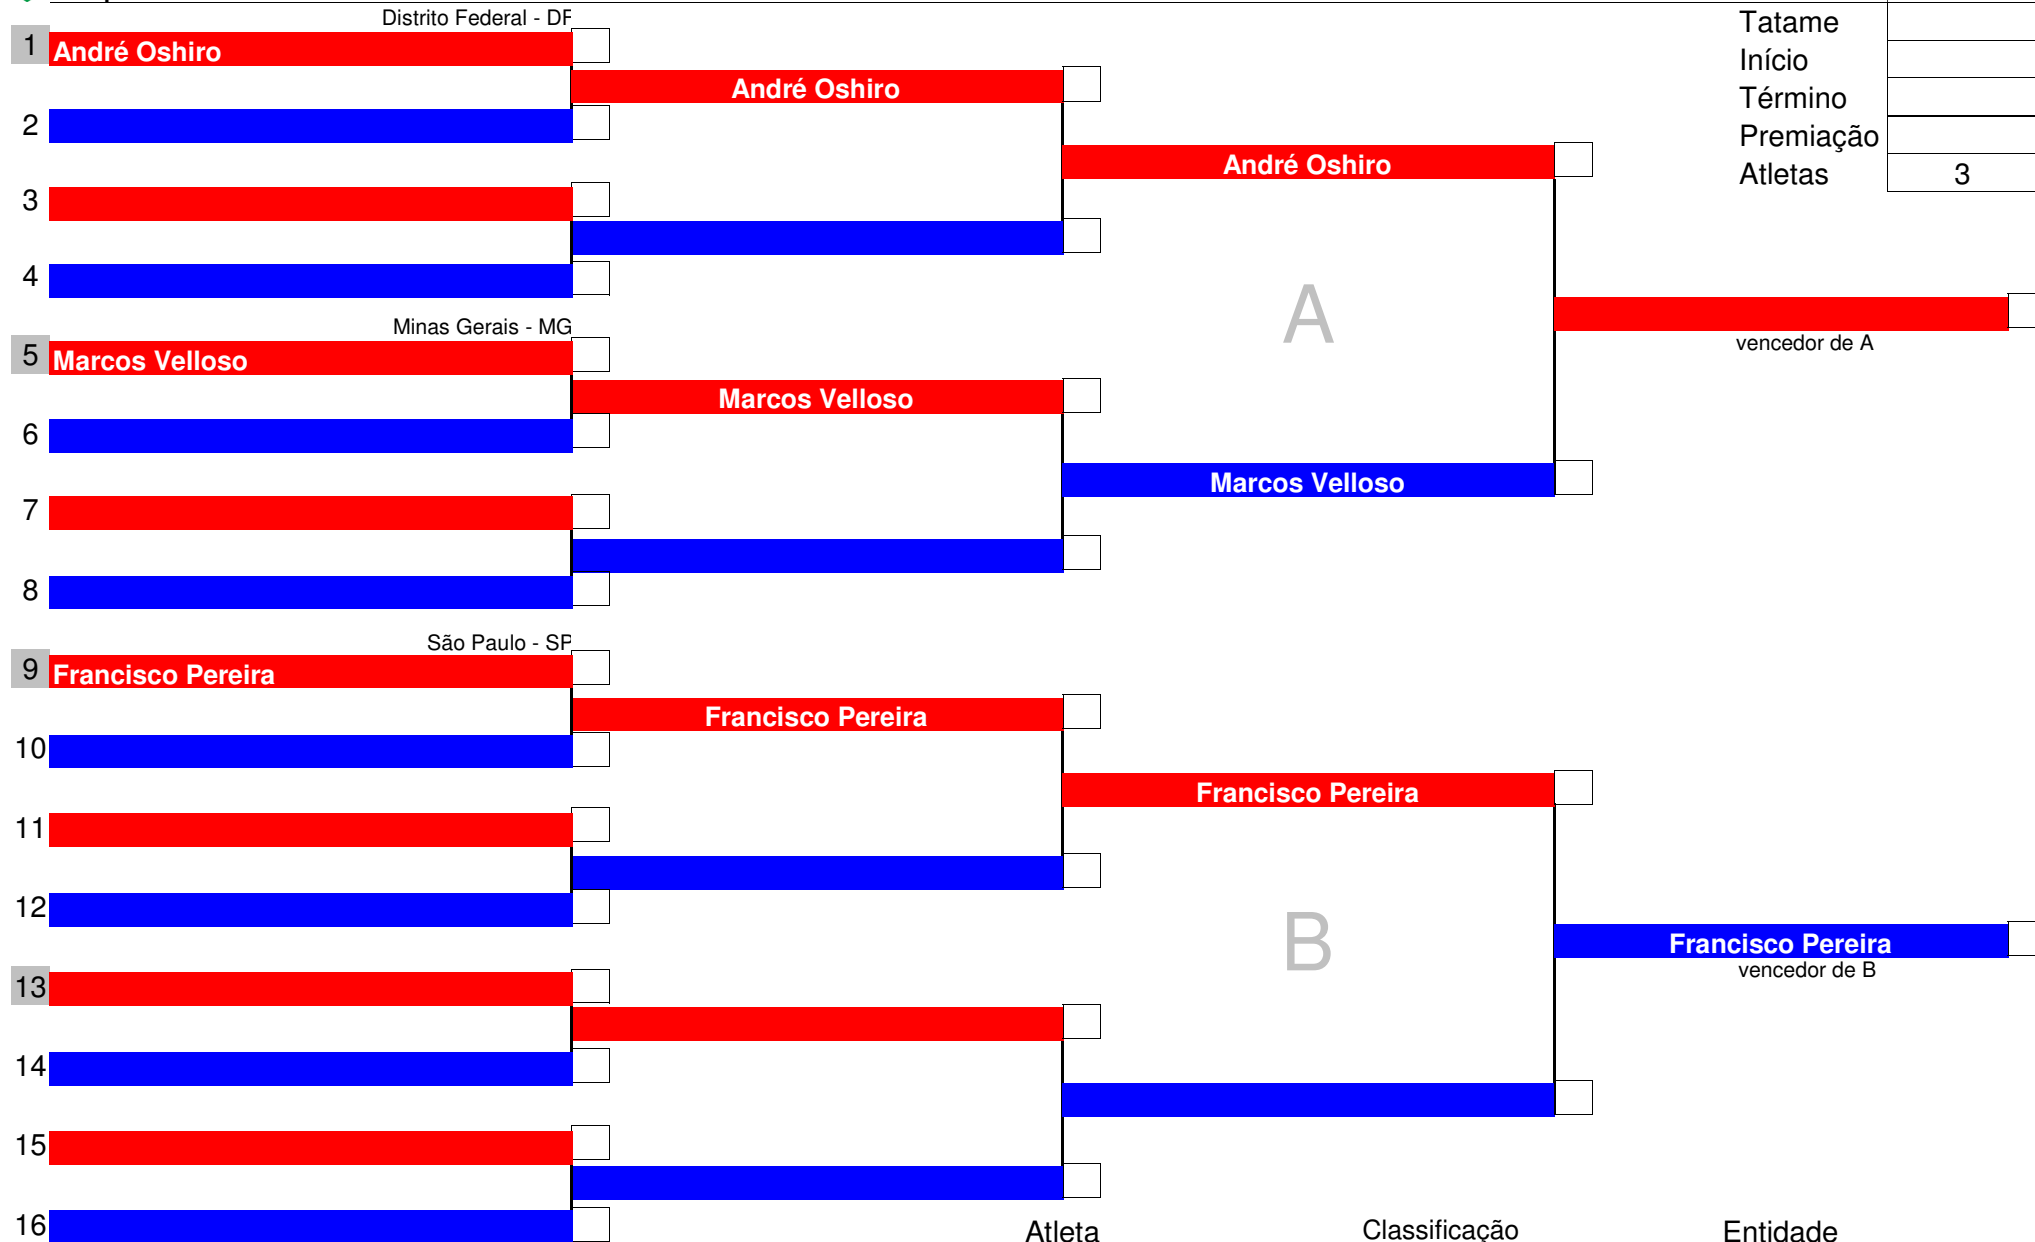 Distrito Federal - DF
Tatame
1 André Oshiro
Início
André Oshiro
Término
2
Premiação
André Oshiro
Atletas 3
3
4
A
Minas Gerais - MG
vencedor de A
5 Marcos Velloso
Marcos Velloso
6
Marcos Velloso
7
8
São Paulo - SP
9 Francisco Pereira
Francisco Pereira
10
Francisco Pereira
11
12
B
Francisco Pereira
vencedor de B
13
14
15
16
Atleta Classificação Entidade